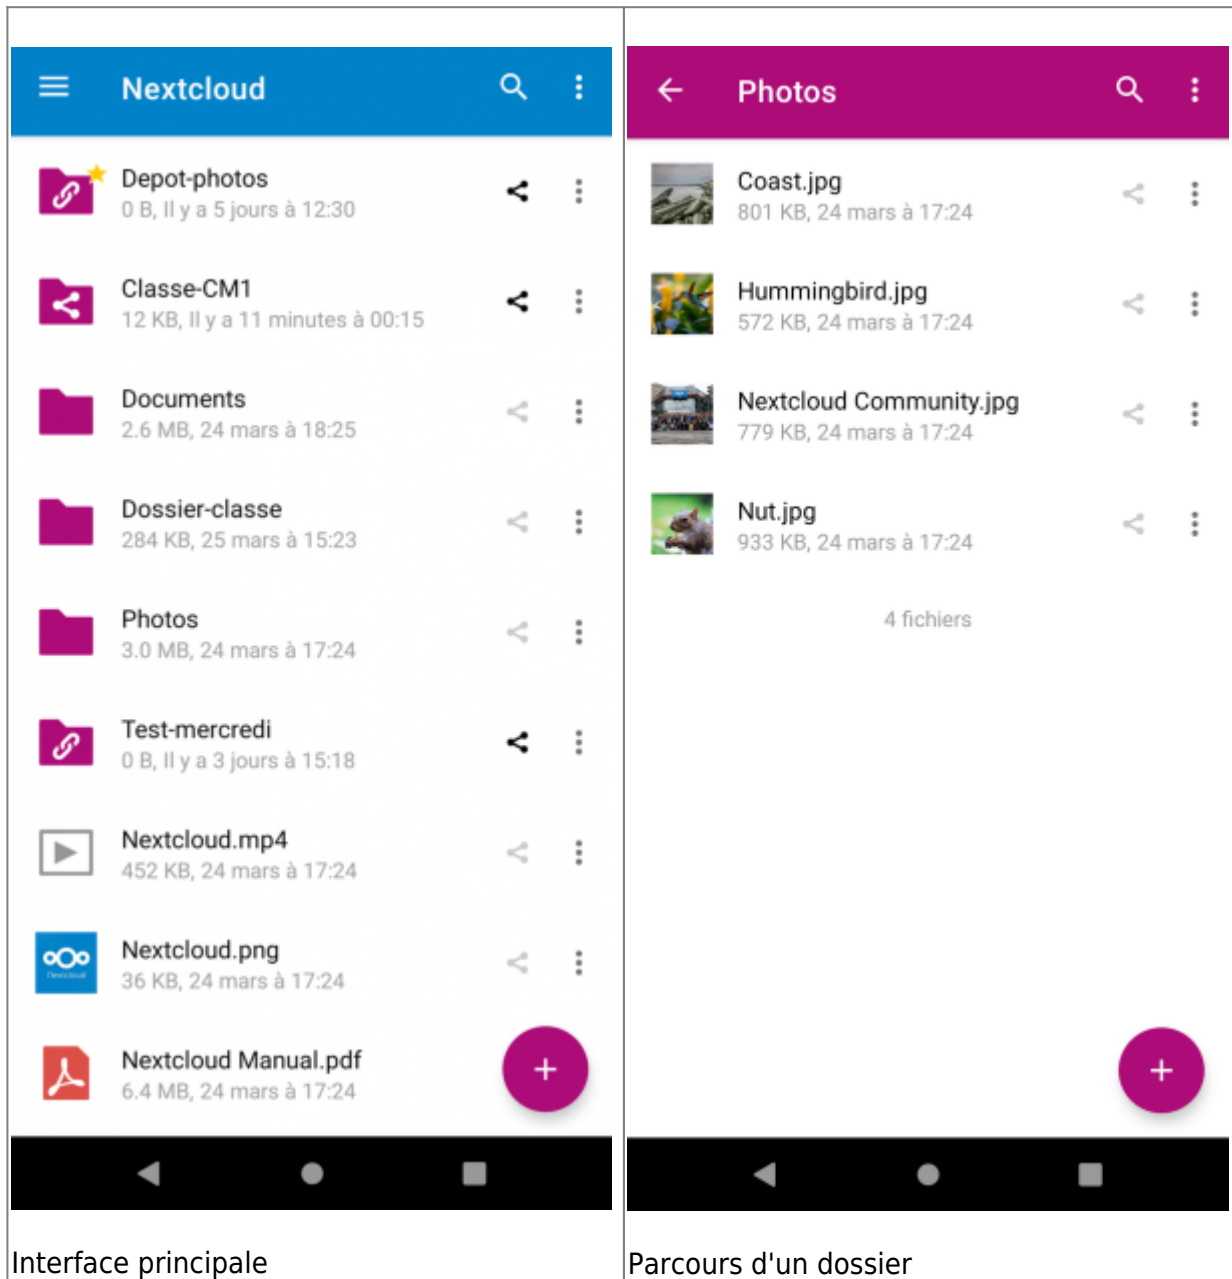 Nextcloud
Depot-photos
0 B, Il y a 5 jours à 12:30
Classe-CM1
12 KB, Il y a 11 minutes à 00:15
Documents
2.6 MB, 24 mars à 18:25
Dossier-classe
284 KB, 25 mars à 15:23
Photos
3.0 MB, 24 mars à 17:24
Test-mercredi
0 B, Il y a 3 jours à 15:18
Nextcloud.mp4
452 KB, 24 mars à 17:24
Nextcloud
Nextcloud.png
36 KB, 24 mars à 17:24
Nextcloud Manual.pdf
6.4 MB, 24 mars à 17:24
Interface principale
Photos
Coast.jpg
801 KB, 24 mars à 17:24
Hummingbird.jpg
572 KB, 24 mars à 17:24
Nextcloud Community.jpg
779 KB, 24 mars à 17:24
Nut.jpg
933 KB, 24 mars à 17:24
4 fichiers
Parcours d'un dossier